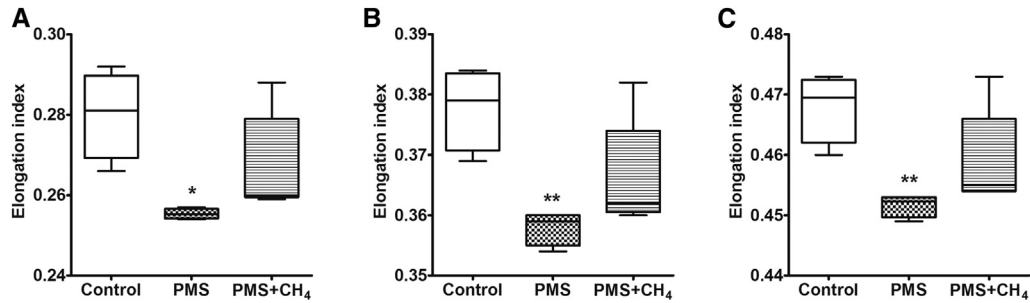 A
Elongation index
0.30
0.28
0.26
0.24
*
Control PMS PMS+CH₄
B
Elongation index
0.39
0.38
0.37
0.36
0.35
**
Control PMS PMS+CH₄
C
Elongation index
0.48
0.47
0.46
0.45
0.44
**
Control PMS PMS+CH₄